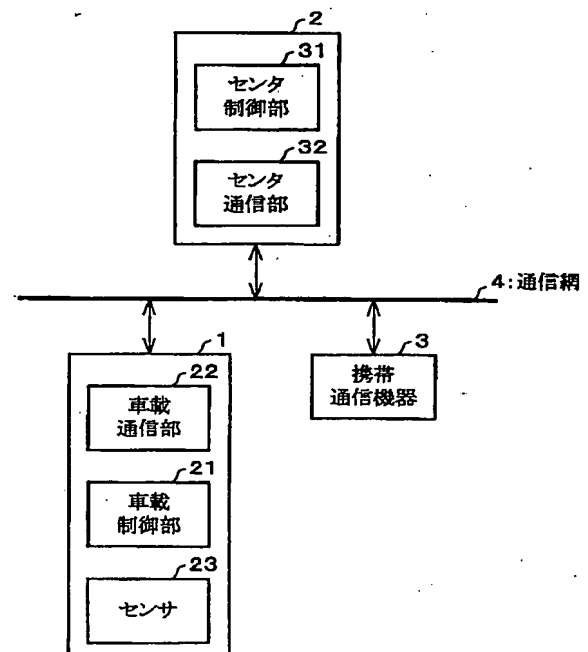 2
31
センタ
制御部
32
センタ
通信部
4:通信網
1
22
車載
通信部
21
車載
制御部
23
センサ
3
携帯
通信機器